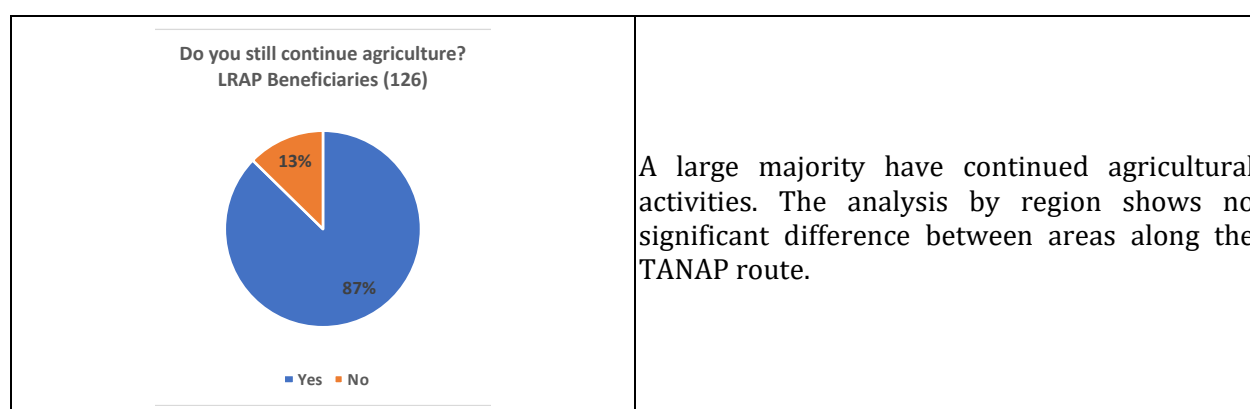 Do you still continue agriculture?
LRAP Beneficiaries (126)
13%
87%
Yes No
A large majority have continued agricultural
activities. The analysis by region shows no
significant difference between areas along the
TANAP route.